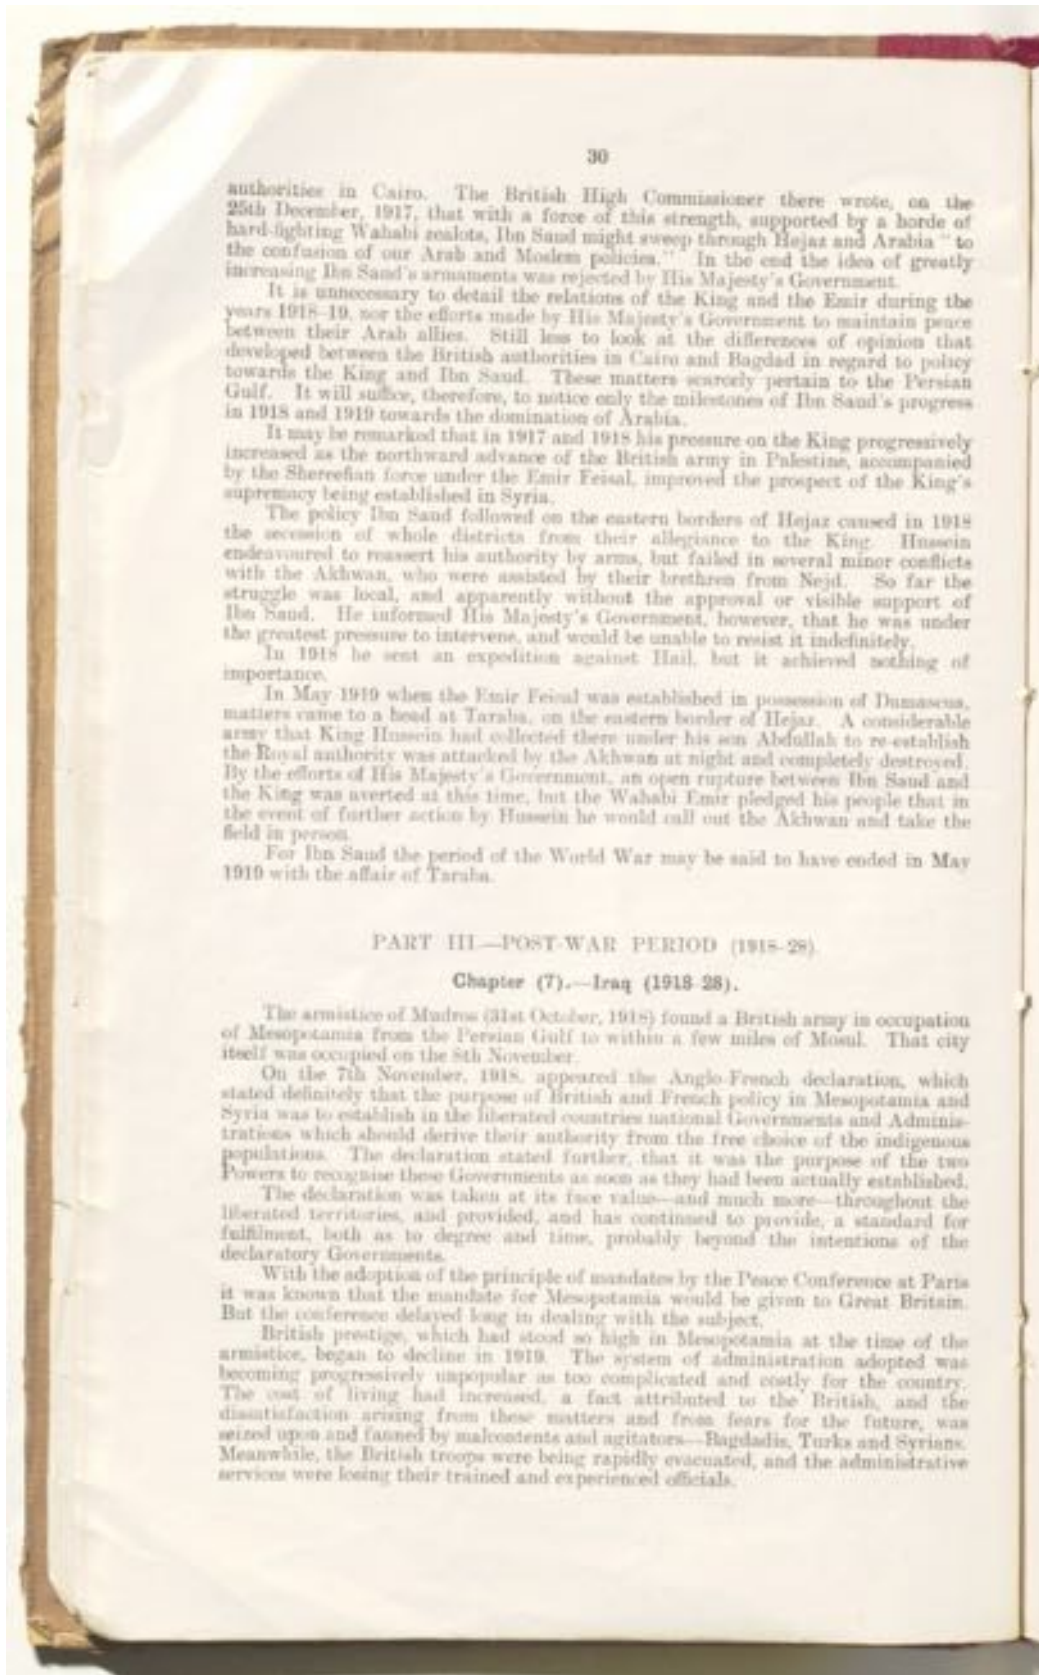 30
authorities in Cairo. The British High Commissioner there wrote, on the
25th December, 1917, that with a force of this strength, supported by a horde of
hard-fighting Wahabi zealots, Ibn Saud might sweep through Hejaz and Arabia " to
the confusion of our Arab and Moslem policies." In the end the idea of greatly
increasing Ibn Saud's armaments was rejected by His Majesty's Government.
It is unnecessary to detail the relations of the King and the Emir during the
years 1918-19, nor the efforts made by His Majesty's Government to maintain peace
between their Arab allies. Still less to look at the differences of opinion that
developed between the British authorities in Cairo and Bagdad in regard to policy
towards the King and Ibn Saud. These matters scarcely pertain to the Persian
Gulf. It will suffice, therefore, to notice only the milestones of Ibn Saud's progress
in 1918 and 1919 towards the domination of Arabia.
It may be remarked that in 1917 and 1918 his pressure on the King progressively
increased as the northward advance of the British army in Palestine, accompanied
by the Shereefian force under the Emir Feisal, improved the prospect of the King's
supremacy being established in Syria.
The policy Ibn Saud followed on the eastern borders of Hejaz caused in 1918
the secession of whole districts from their allegiance to the King. Hussein
endeavoured to reassert his authority by arms, but failed in several minor conflicts
with the Akhwan, who were assisted by their brethren from Nejd. So far the
struggle was local, and apparently without the approval or visible support of
Ibn Saud. He informed His Majesty's Government, however, that he was under
the greatest pressure to intervene, and would be unable to resist it indefinitely.
In 1918 he sent an expedition against Hail, but it achieved nothing of
importance.
In May 1919 when the Emir Feisal was established in possession of Damascus,
matters came to a head at Taraba, on the eastern border of Hejaz. A considerable
army that King Hussein had collected there under his son Abdullah to re-establish
the Royal authority was attacked by the Akhwan at night and completely destroyed.
By the efforts of His Majesty's Government, an open rupture between Ibn Saud and
the King was averted at this time, but the Wahabi Emir pledged his people that in
the event of further action by Hussein he would call out the Akhwan and take the
field in person.
For Ibn Saud the period of the World War may be said to have ended in May
1919 with the affair of Taraba.
PART III.—POST-WAR PERIOD (1918-28).
Chapter (7).—Iraq (1918-28).
The armistice of Mudros (31st October, 1918) found a British army in occupation
of Mesopotamia from the Persian Gulf to within a few miles of Mosul. That city
itself was occupied on the 8th November.
On the 7th November, 1918, appeared the Anglo-French declaration, which
stated definitely that the purpose of British and French policy in Mesopotamia and
Syria was to establish in the liberated countries national Governments and Adminis-
trations which should derive their authority from the free choice of the indigenous
populations. The declaration stated further, that it was the purpose of the two
Powers to recognise these Governments as soon as they had been actually established.
The declaration was taken at its face value—and much more—throughout the
liberated territories, and provided, and has continued to provide, a standard for
fulfilment, both as to degree and time, probably beyond the intentions of the
declaratory Governments.
With the adoption of the principle of mandates by the Peace Conference at Paris
it was known that the mandate for Mesopotamia would be given to Great Britain.
But the conference delayed long in dealing with the subject.
British prestige, which had stood so high in Mesopotamia at the time of the
armistice, began to decline in 1919. The system of administration adopted was
becoming progressively unpopular as too complicated and costly for the country.
The cost of living had increased, a fact attributed to the British, and the
dissatisfaction arising from these matters and from fears for the future, was
seized upon and fanned by malcontents and agitators—Bagdadis, Turks and Syrians.
Meanwhile, the British troops were being rapidly evacuated, and the administrative
services were losing their trained and experienced officials.